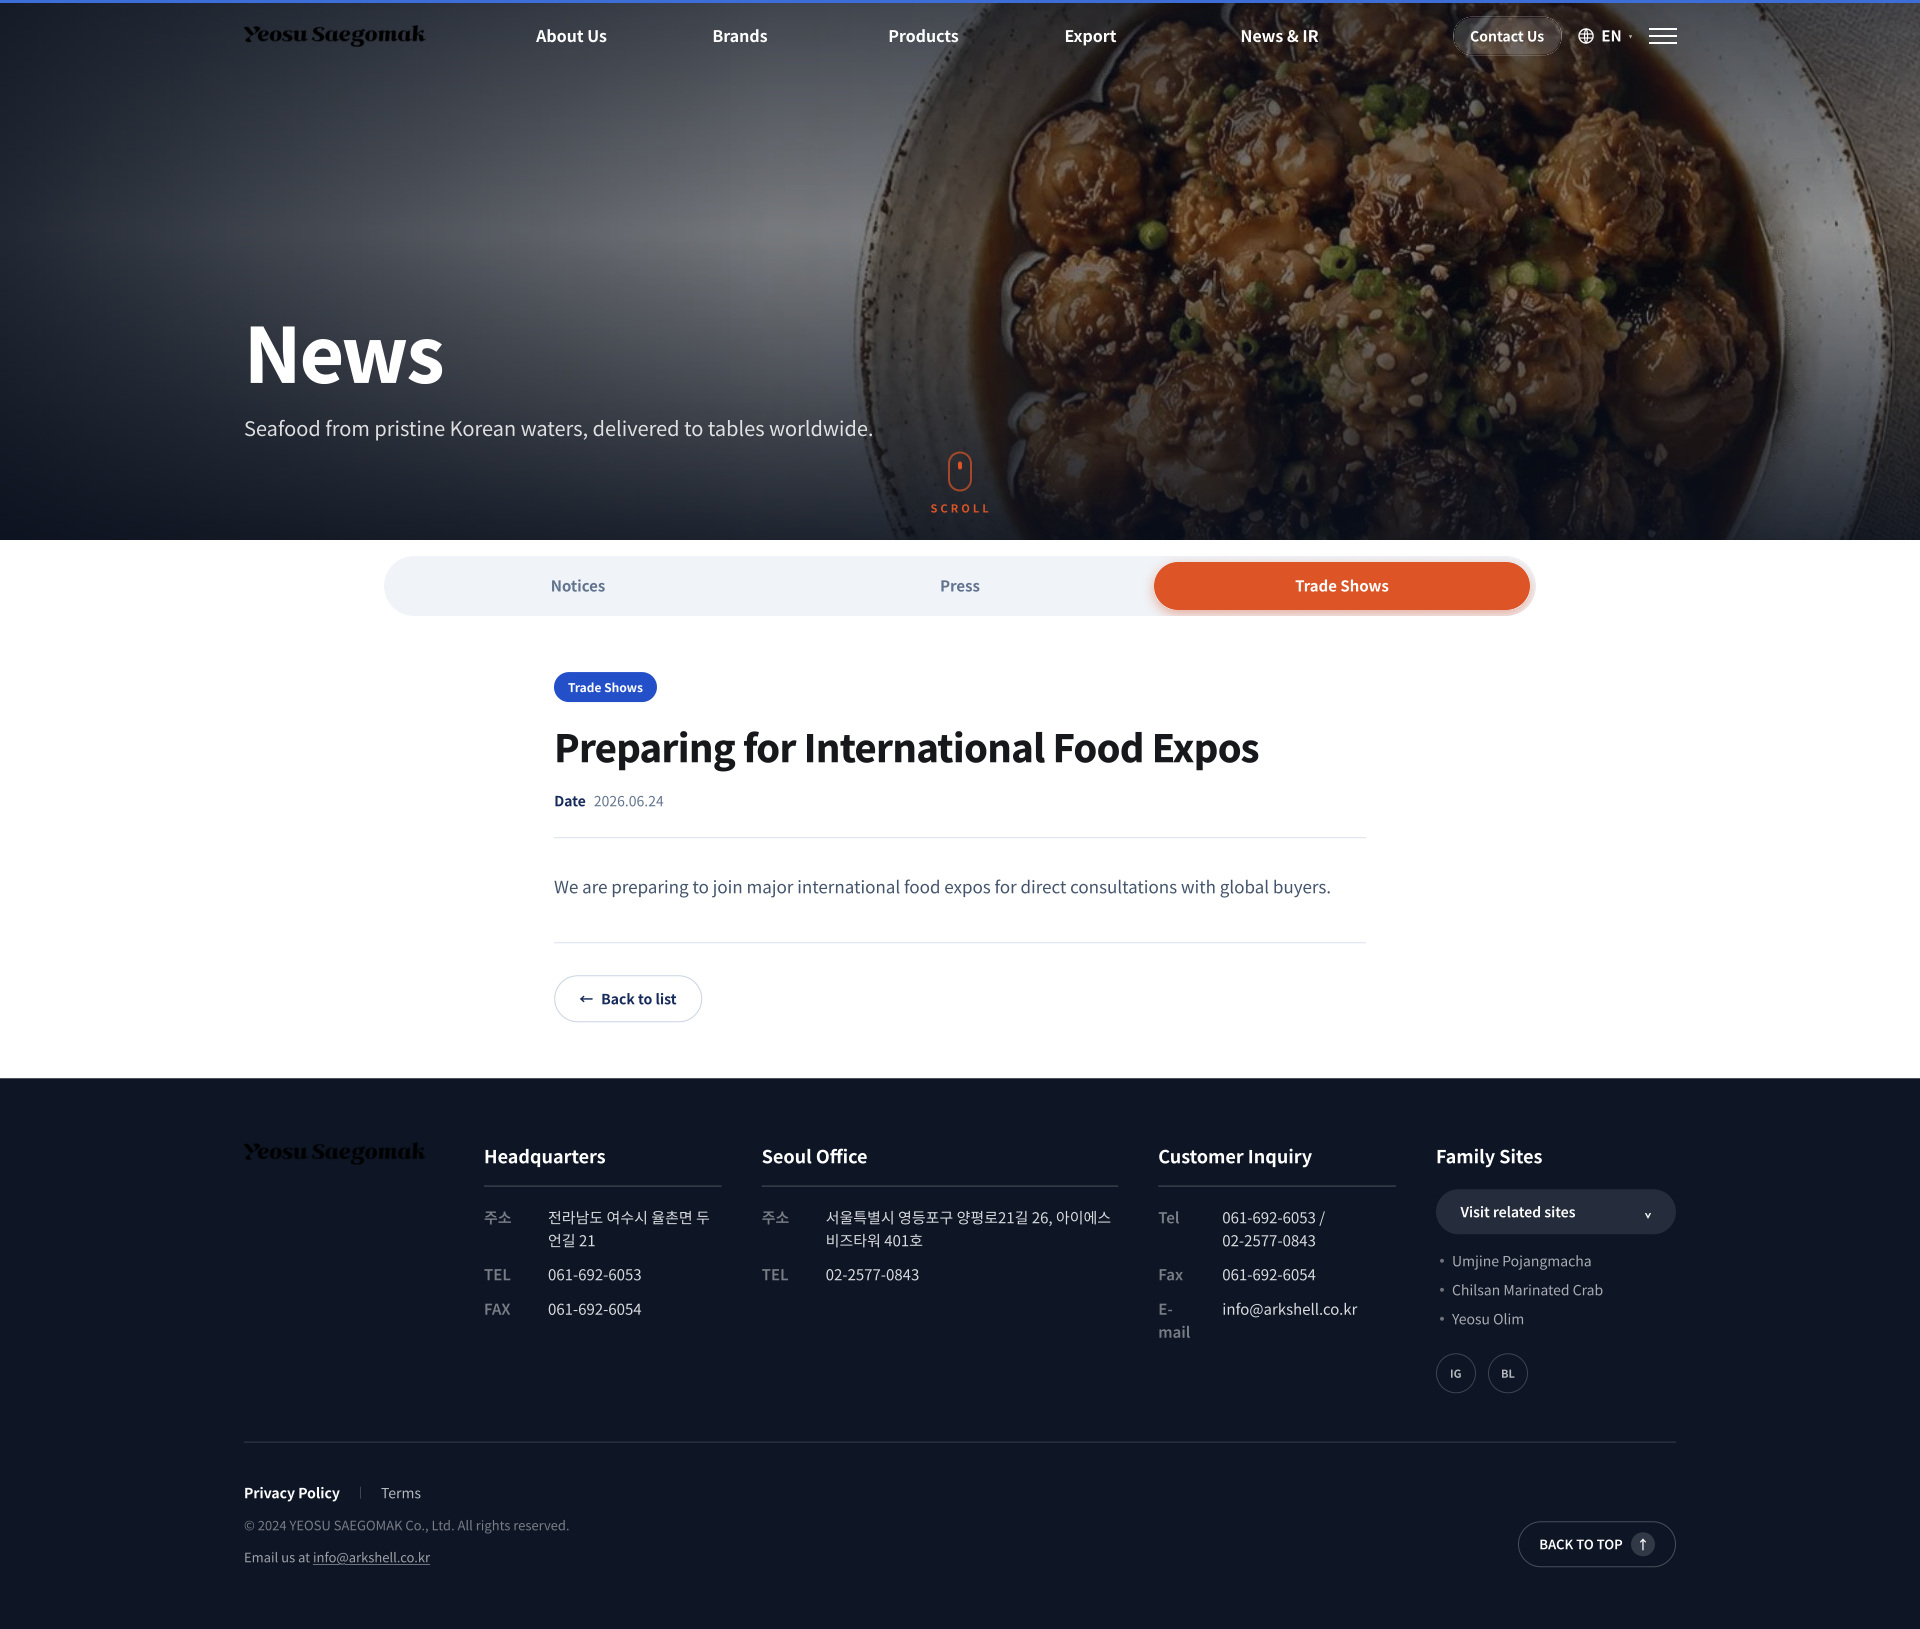 Yeosu Saegomak
About Us
Brands
Products
Export
News & IR
Contact Us
EN
News
Seafood from pristine Korean waters, delivered to tables worldwide.
SCROLL
Notices
Press
Trade Shows
Trade Shows
Preparing for International Food Expos
Date 2026.06.24
We are preparing to join major international food expos for direct consultations with global buyers.
← Back to list
Yeosu Saegomak
Headquarters
주소 전라남도 여수시 율촌면 두
언길 21
TEL 061-692-6053
FAX 061-692-6054
Seoul Office
주소 서울특별시 영등포구 양평로21길 26, 아이에스
비즈타워 401호
TEL 02-2577-0843
Customer Inquiry
Tel 061-692-6053 /
02-2577-0843
Fax 061-692-6054
E- info@arkshell.co.kr
mail
Family Sites
Visit related sites
• Umjine Pojangmacha
• Chilsan Marinated Crab
• Yeosu Olim
IG
BL
Privacy Policy
Terms
© 2024 YEOSU SAEGOMAK Co., Ltd. All rights reserved.
Email us at info@arkshell.co.kr
BACK TO TOP ↑